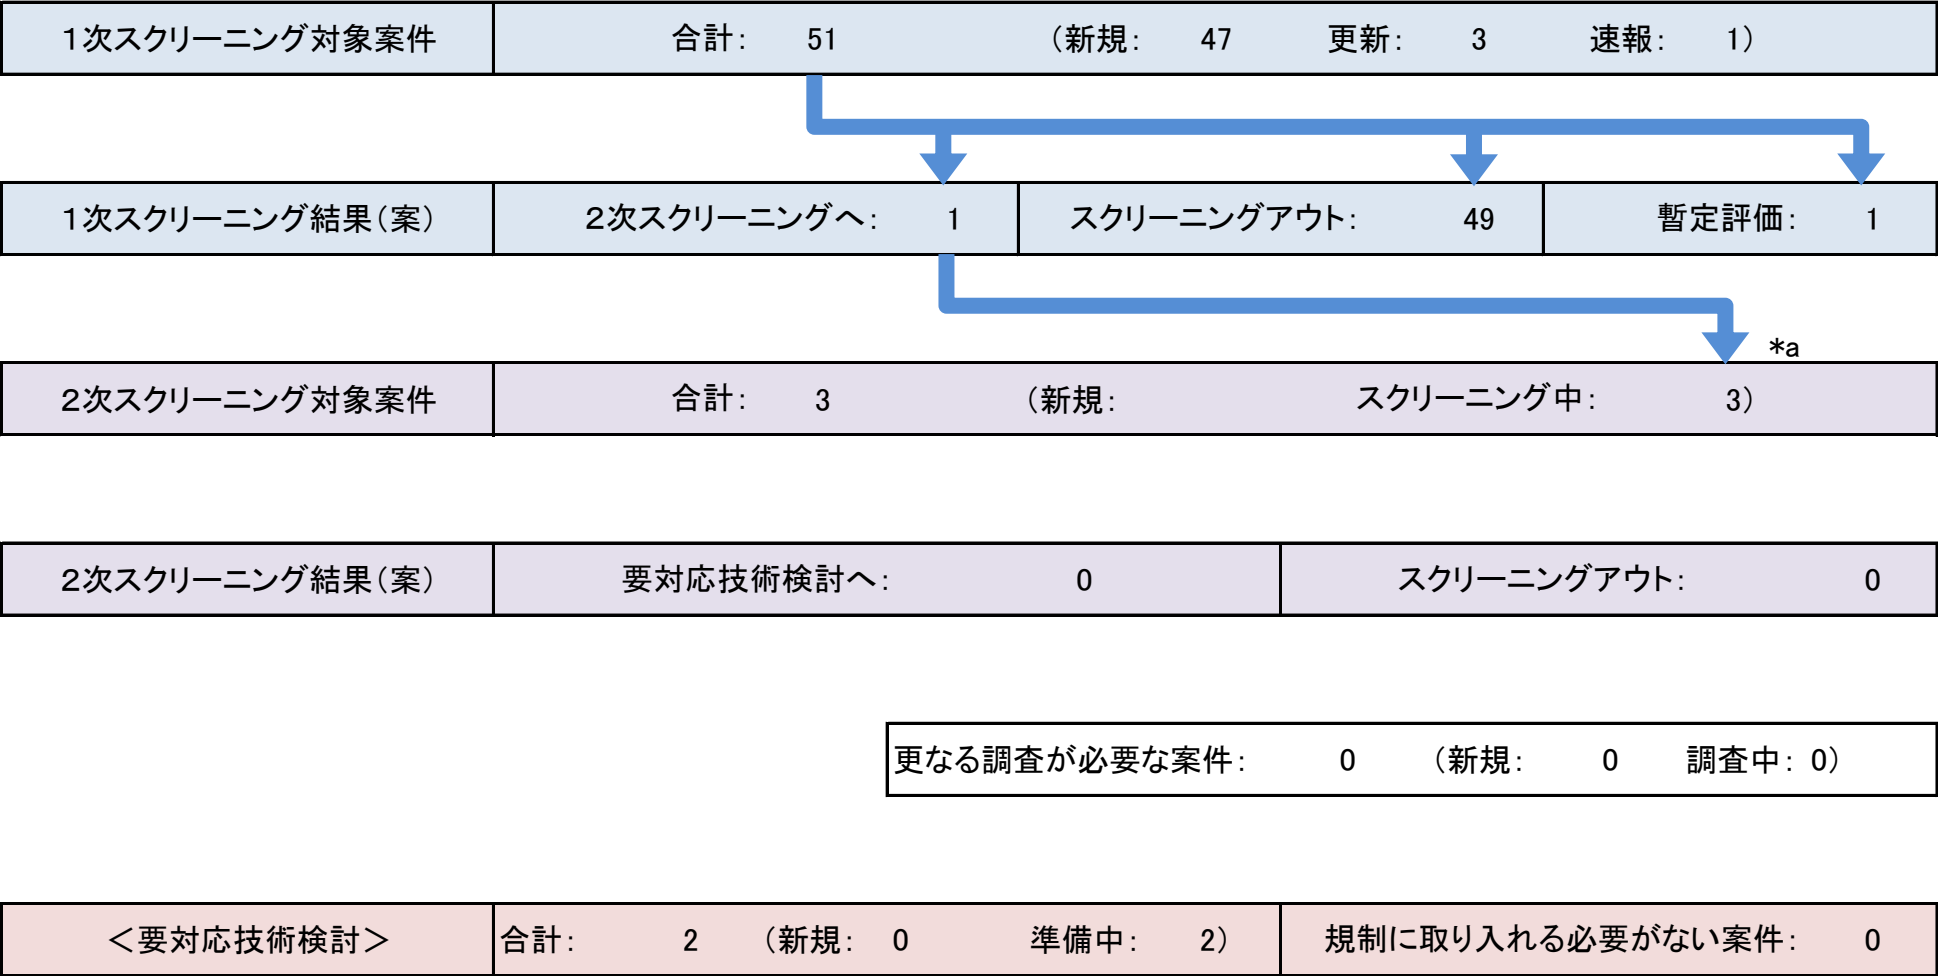 １次スクリーニング対象案件 合計： 51 （新規： 47 更新： 3 速報： 1）
１次スクリーニング結果（案） ２次スクリーニングへ： 1 スクリーニングアウト： 49 暫定評価： 1
*a
２次スクリーニング対象案件 合計： 3 （新規： スクリーニング中： 3）
２次スクリーニング結果（案） 要対応技術検討へ： 0 スクリーニングアウト： 0
更なる調査が必要な案件： 0 （新規： 0 調査中： 0）
＜要対応技術検討＞ 合計： 2 （新規： 0 準備中： 2） 規制に取り入れる必要がない案件： 0